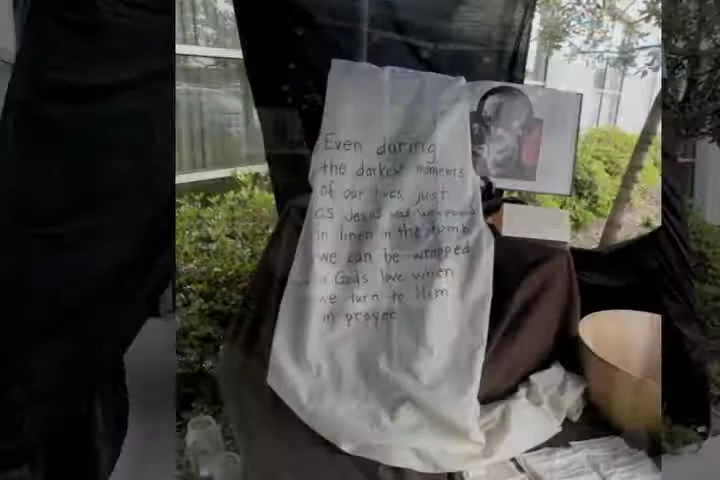 Even during
the darkest moments
of our lives, just
as Jesus was wrapped
in linen in the tomb
we can be wrapped
in God's love when
we turn to Him
in prayer